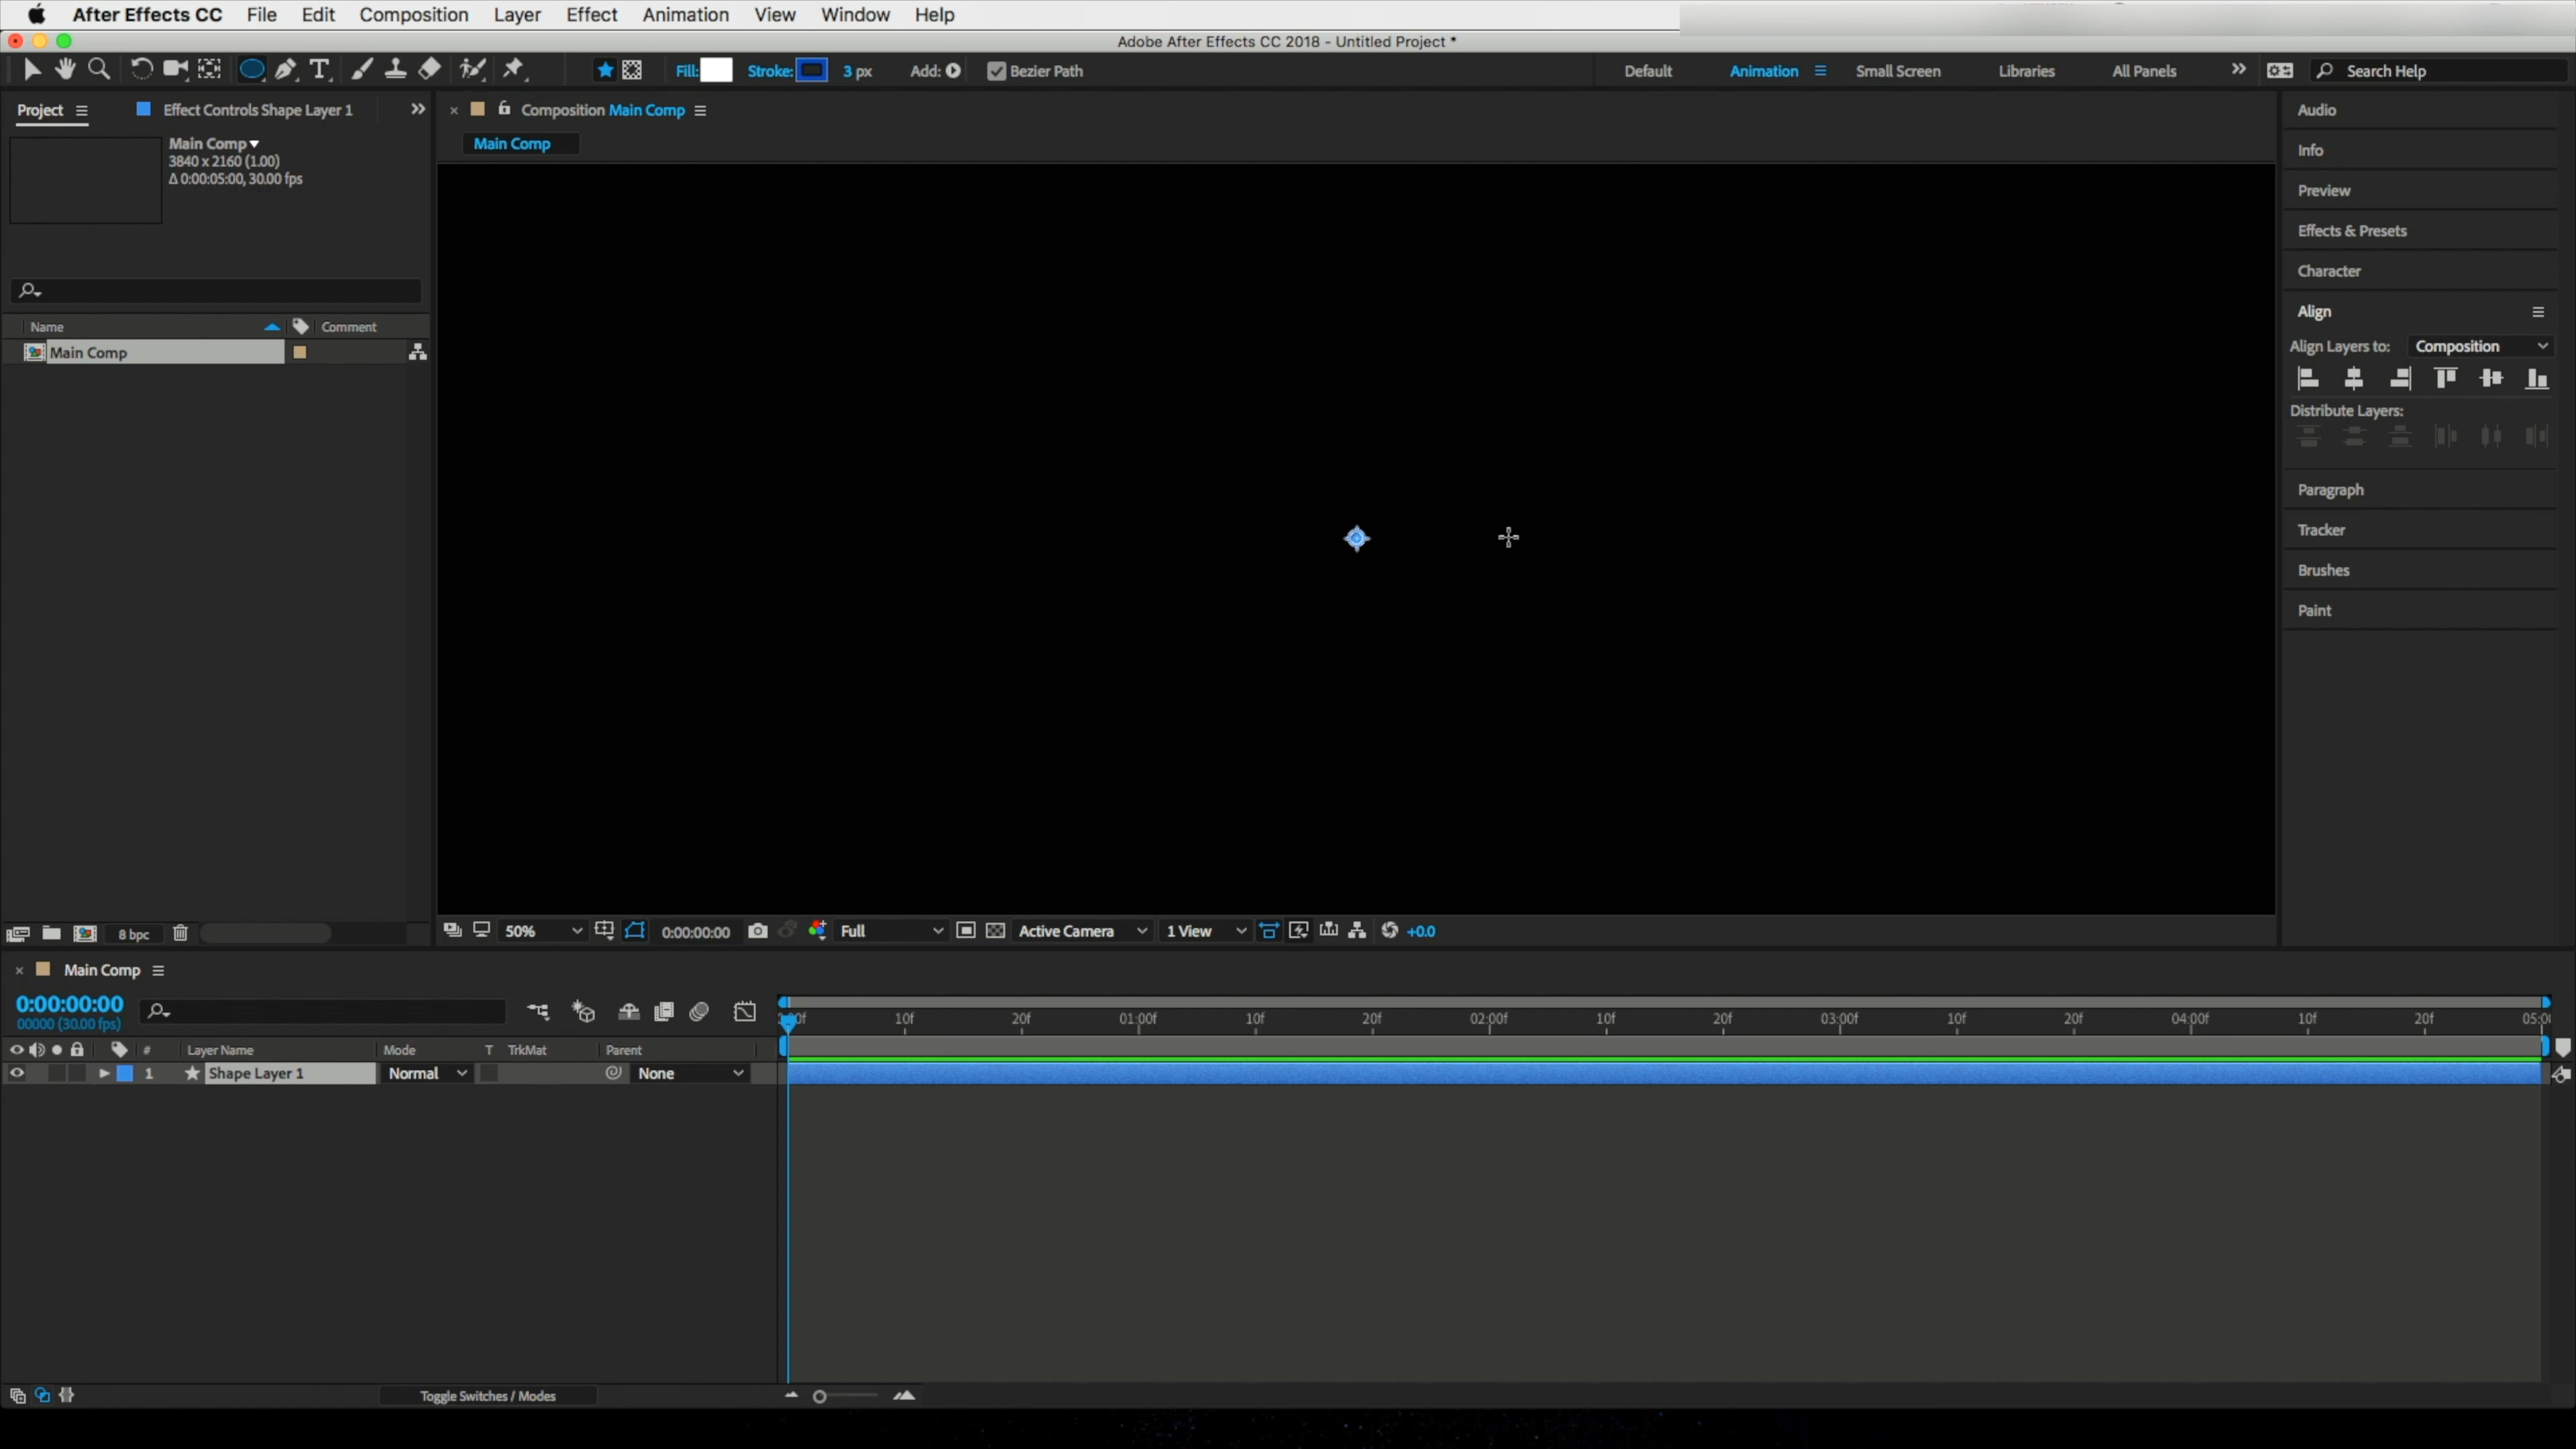 After Effects CC File Edit Composition Layer Effect Animation View Window Help
Adobe After Effects CC 2018 - Untitled Project *
Fill: Stroke: 3 px Add: Bezier Path Default Animation Small Screen Libraries All Panels Search Help
Project Effect Controls Shape Layer 1
Composition Main Comp
Main Comp
Main Comp
3840 x 2160 (1.00)
Δ 0:00:05:00, 30.00 fps
Name Comment
Main Comp
8 bpc
Audio
Info
Preview
Effects & Presets
Character
Align
Align Layers to: Composition
Distribute Layers:
Paragraph
Tracker
Brushes
Paint
50% 0:00:00:00 Full Active Camera 1 View +0.0
Main Comp
0:00:00:00
00000 (30.00 fps)
10f 20f 01:00f 10f 20f 02:00f 10f 20f 03:00f 10f 20f 04:00f 10f 20f
# Layer Name Mode T TrkMat Parent
1 Shape Layer 1 Normal None
Toggle Switches / Modes